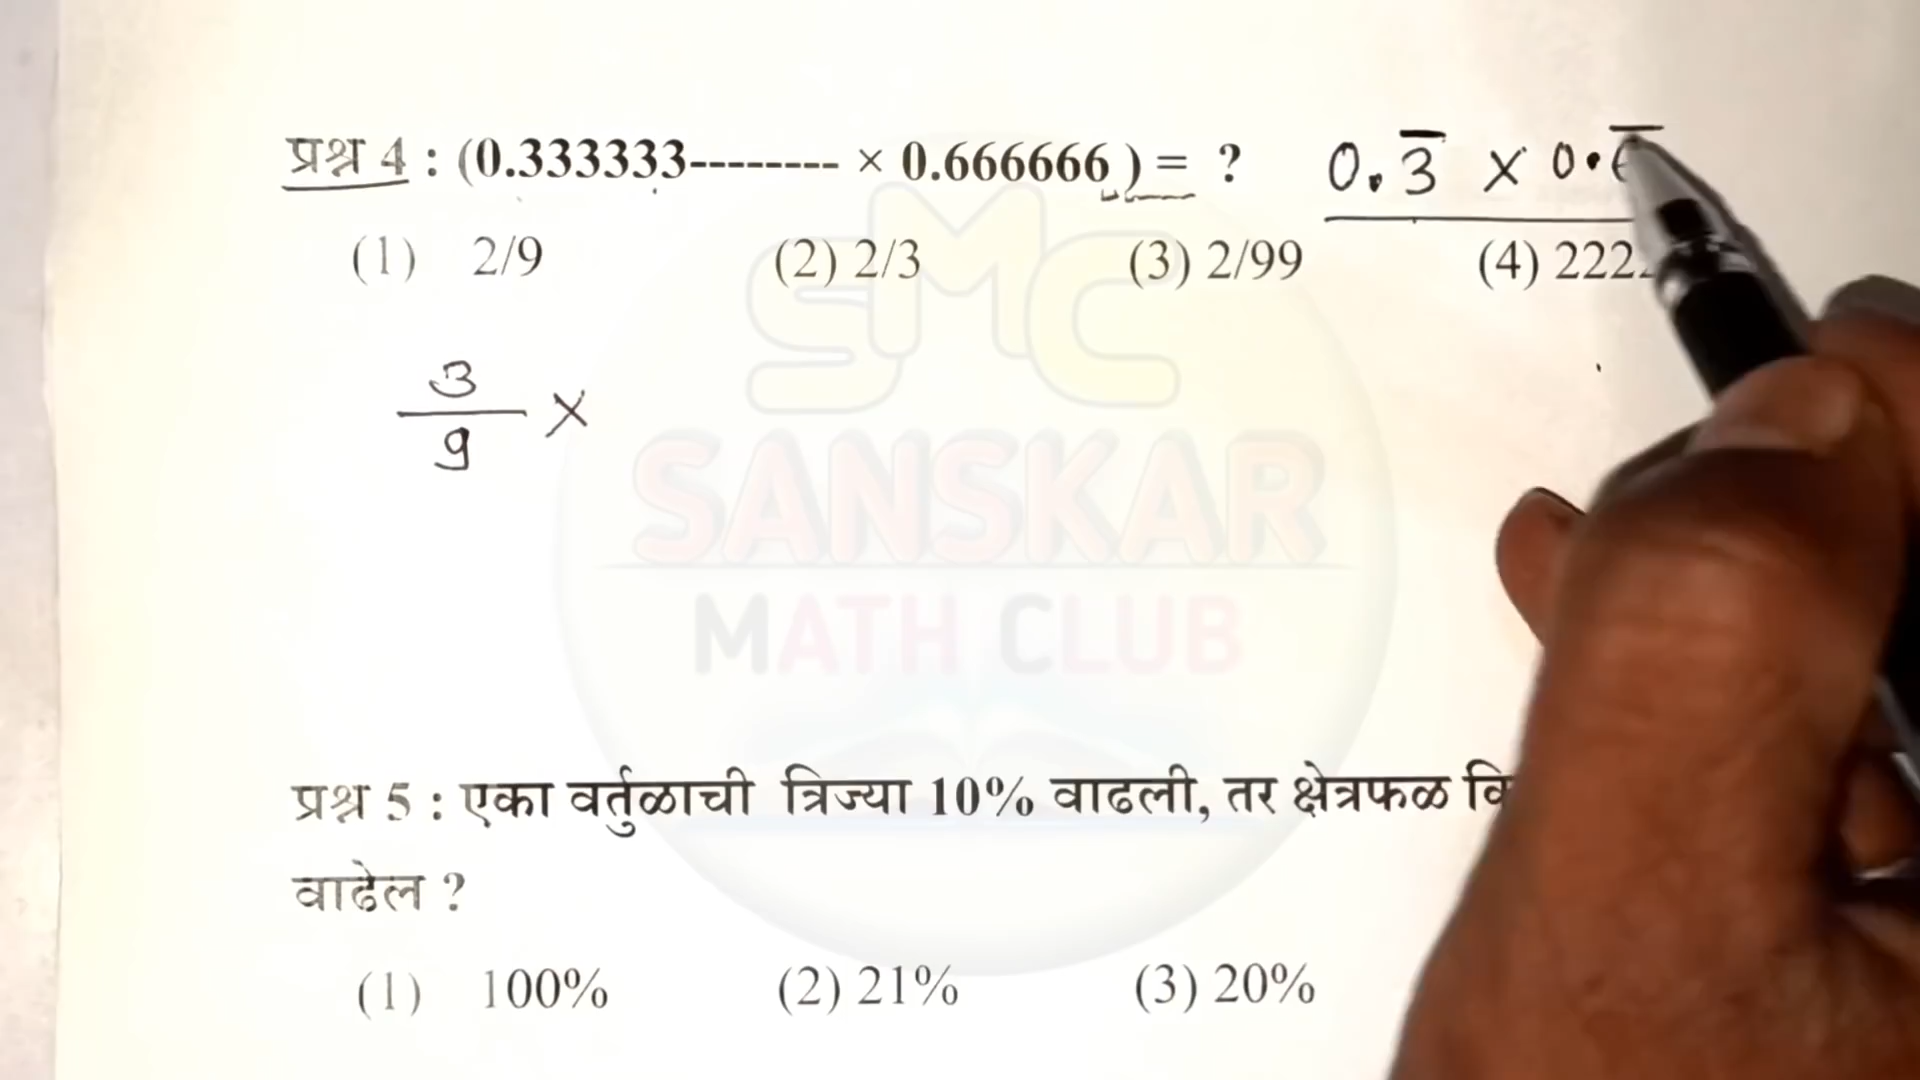 प्रश्न 4 : (0.333333-------- × 0.666666 ) = ? 0.3̅ × 0.
(1) 2/9 (2) 2/3 (3) 2/99 (4) 222
3
9 ×
SMC
SANSKAR
MATH CLUB
प्रश्न 5 : एका वर्तुळाची त्रिज्या 10% वाढली, तर क्षेत्रफळ
वाढेल ?
(1) 100% (2) 21% (3) 20%